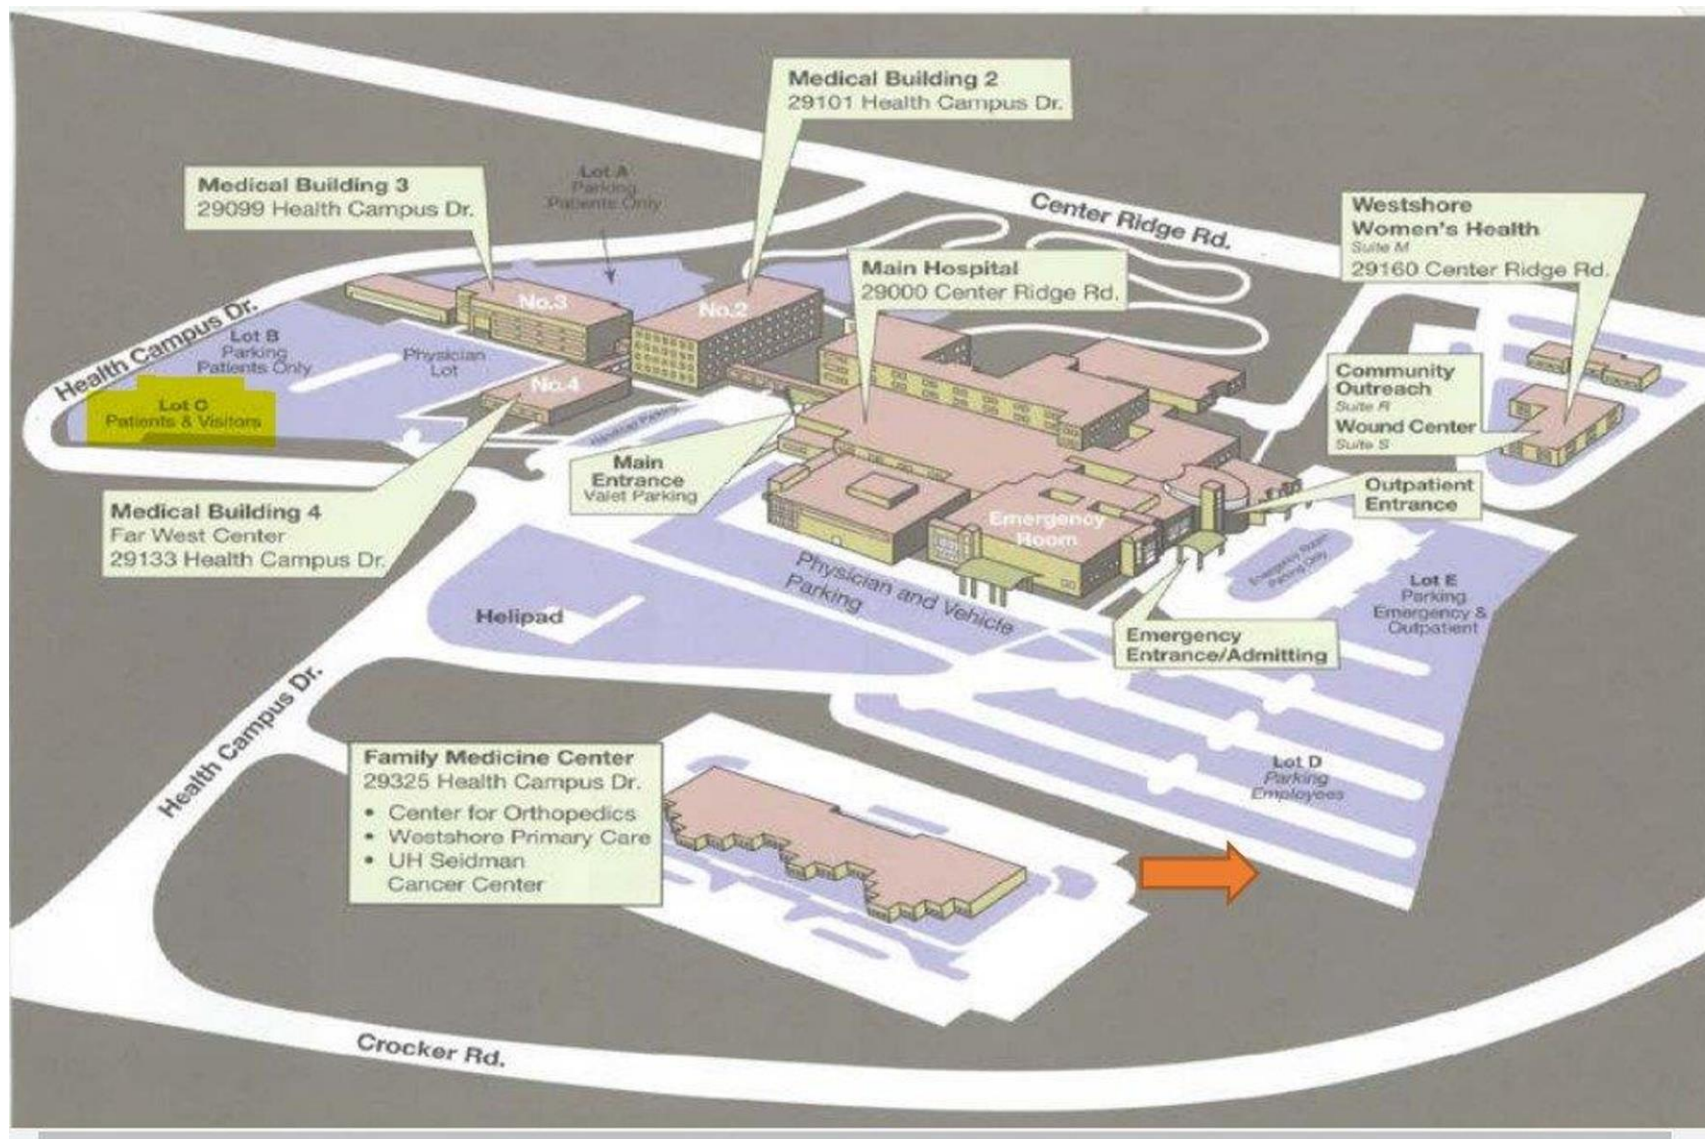 Medical Building 2
29101 Health Campus Dr.
Medical Building 3
29099 Health Campus Dr.
Lot A
Parking
Patients Only
Center Ridge Rd.
Westshore
Women's Health
Suite M
29160 Center Ridge Rd.
Main Hospital
29000 Center Ridge Rd.
No.3
No.2
No.4
Health Campus Dr.
Lot B
Parking
Patients Only
Physician
Lot
Lot C
Patients & Visitors
Handicap Parking
Community
Outreach
Suite R
Wound Center
Suite S
Main
Entrance
Valet Parking
Outpatient
Entrance
Medical Building 4
Far West Center
29133 Health Campus Dr.
Emergency
Room
Emergency Room
Parking Only
Physician and Vehicle
Parking
Lot E
Parking
Emergency &
Outpatient
Helipad
Emergency
Entrance/Admitting
Health Campus Dr.
Family Medicine Center
29325 Health Campus Dr.
• Center for Orthopedics
• Westshore Primary Care
• UH Seidman
Cancer Center
Lot D
Parking
Employees
Crocker Rd.